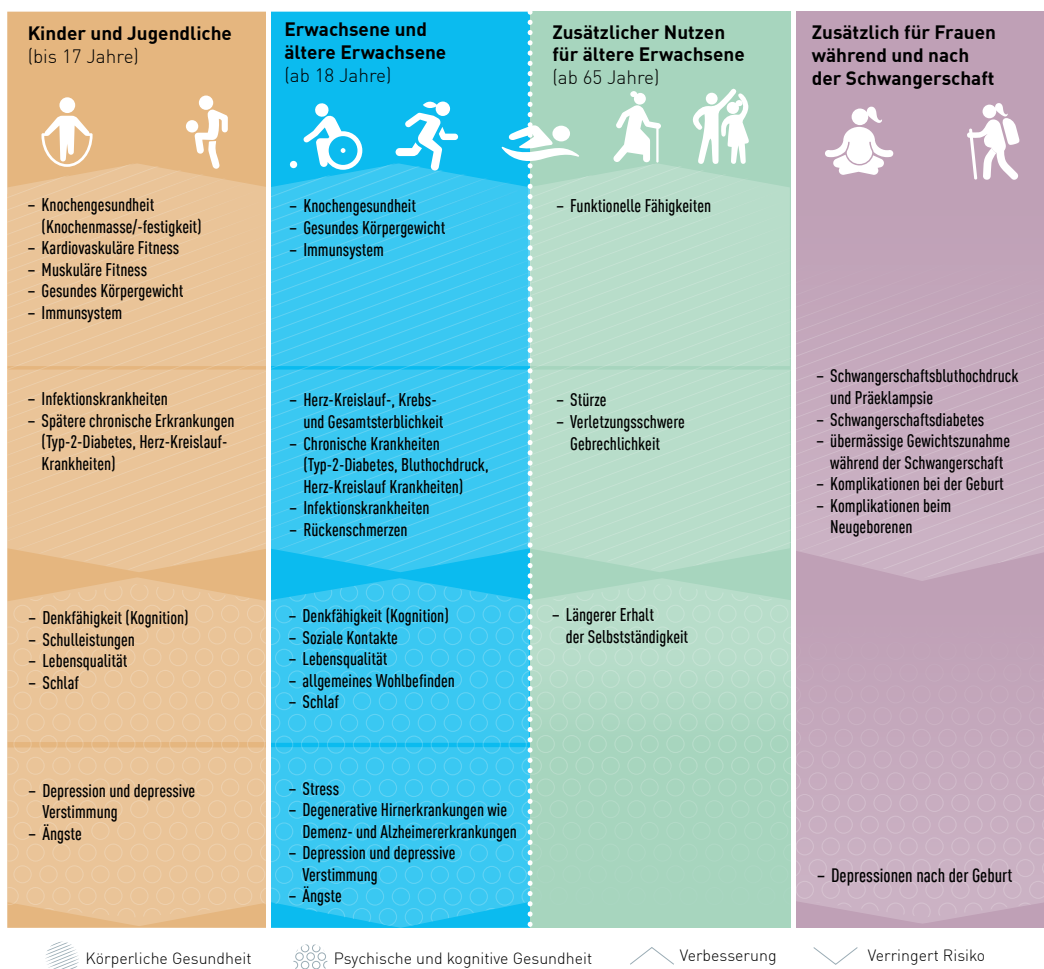 Kinder und Jugendliche
(bis 17 Jahre)
– Knochengesundheit
(Knochenmasse/-festigkeit)
– Kardiovaskuläre Fitness
– Muskuläre Fitness
– Gesundes Körpergewicht
– Immunsystem
– Infektionskrankheiten
– Spätere chronische Erkrankungen
(Typ-2-Diabetes, Herz-Kreislauf-
Krankheiten)
– Denkfähigkeit (Kognition)
– Schulleistungen
– Lebensqualität
– Schlaf
– Depression und depressive
Verstimmung
– Ängste
Erwachsene und
ältere Erwachsene
(ab 18 Jahre)
– Knochengesundheit
– Gesundes Körpergewicht
– Immunsystem
– Herz-Kreislauf-, Krebs-
und Gesamtsterblichkeit
– Chronische Krankheiten
(Typ-2-Diabetes, Bluthochdruck,
Herz-Kreislauf Krankheiten)
– Infektionskrankheiten
– Rückenschmerzen
– Denkfähigkeit (Kognition)
– Soziale Kontakte
– Lebensqualität
– allgemeines Wohlbefinden
– Schlaf
– Stress
– Degenerative Hirnerkrankungen wie
Demenz- und Alzheimererkrankungen
– Depression und depressive
Verstimmung
– Ängste
Zusätzlicher Nutzen
für ältere Erwachsene
(ab 65 Jahre)
– Funktionelle Fähigkeiten
– Stürze
– Verletzungsschwere
Gebrechlichkeit
– Längerer Erhalt
der Selbstständigkeit
Zusätzlich für Frauen
während und nach
der Schwangerschaft
– Schwangerschaftsbluthochdruck
und Präeklampsie
– Schwangerschaftsdiabetes
– übermässige Gewichtszunahme
während der Schwangerschaft
– Komplikationen bei der Geburt
– Komplikationen beim
Neugeborenen
– Depressionen nach der Geburt
Körperliche Gesundheit
Psychische und kognitive Gesundheit
Verbesserung
Verringert Risiko